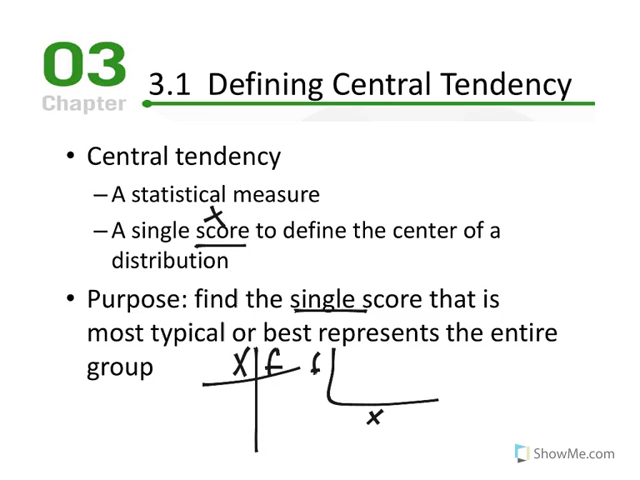 03
Chapter
3.1 Defining Central Tendency
• Central tendency
– A statistical measure
x
– A single score to define the center of a
distribution
• Purpose: find the single score that is
most typical or best represents the entire
group
X f f
x
ShowMe.com